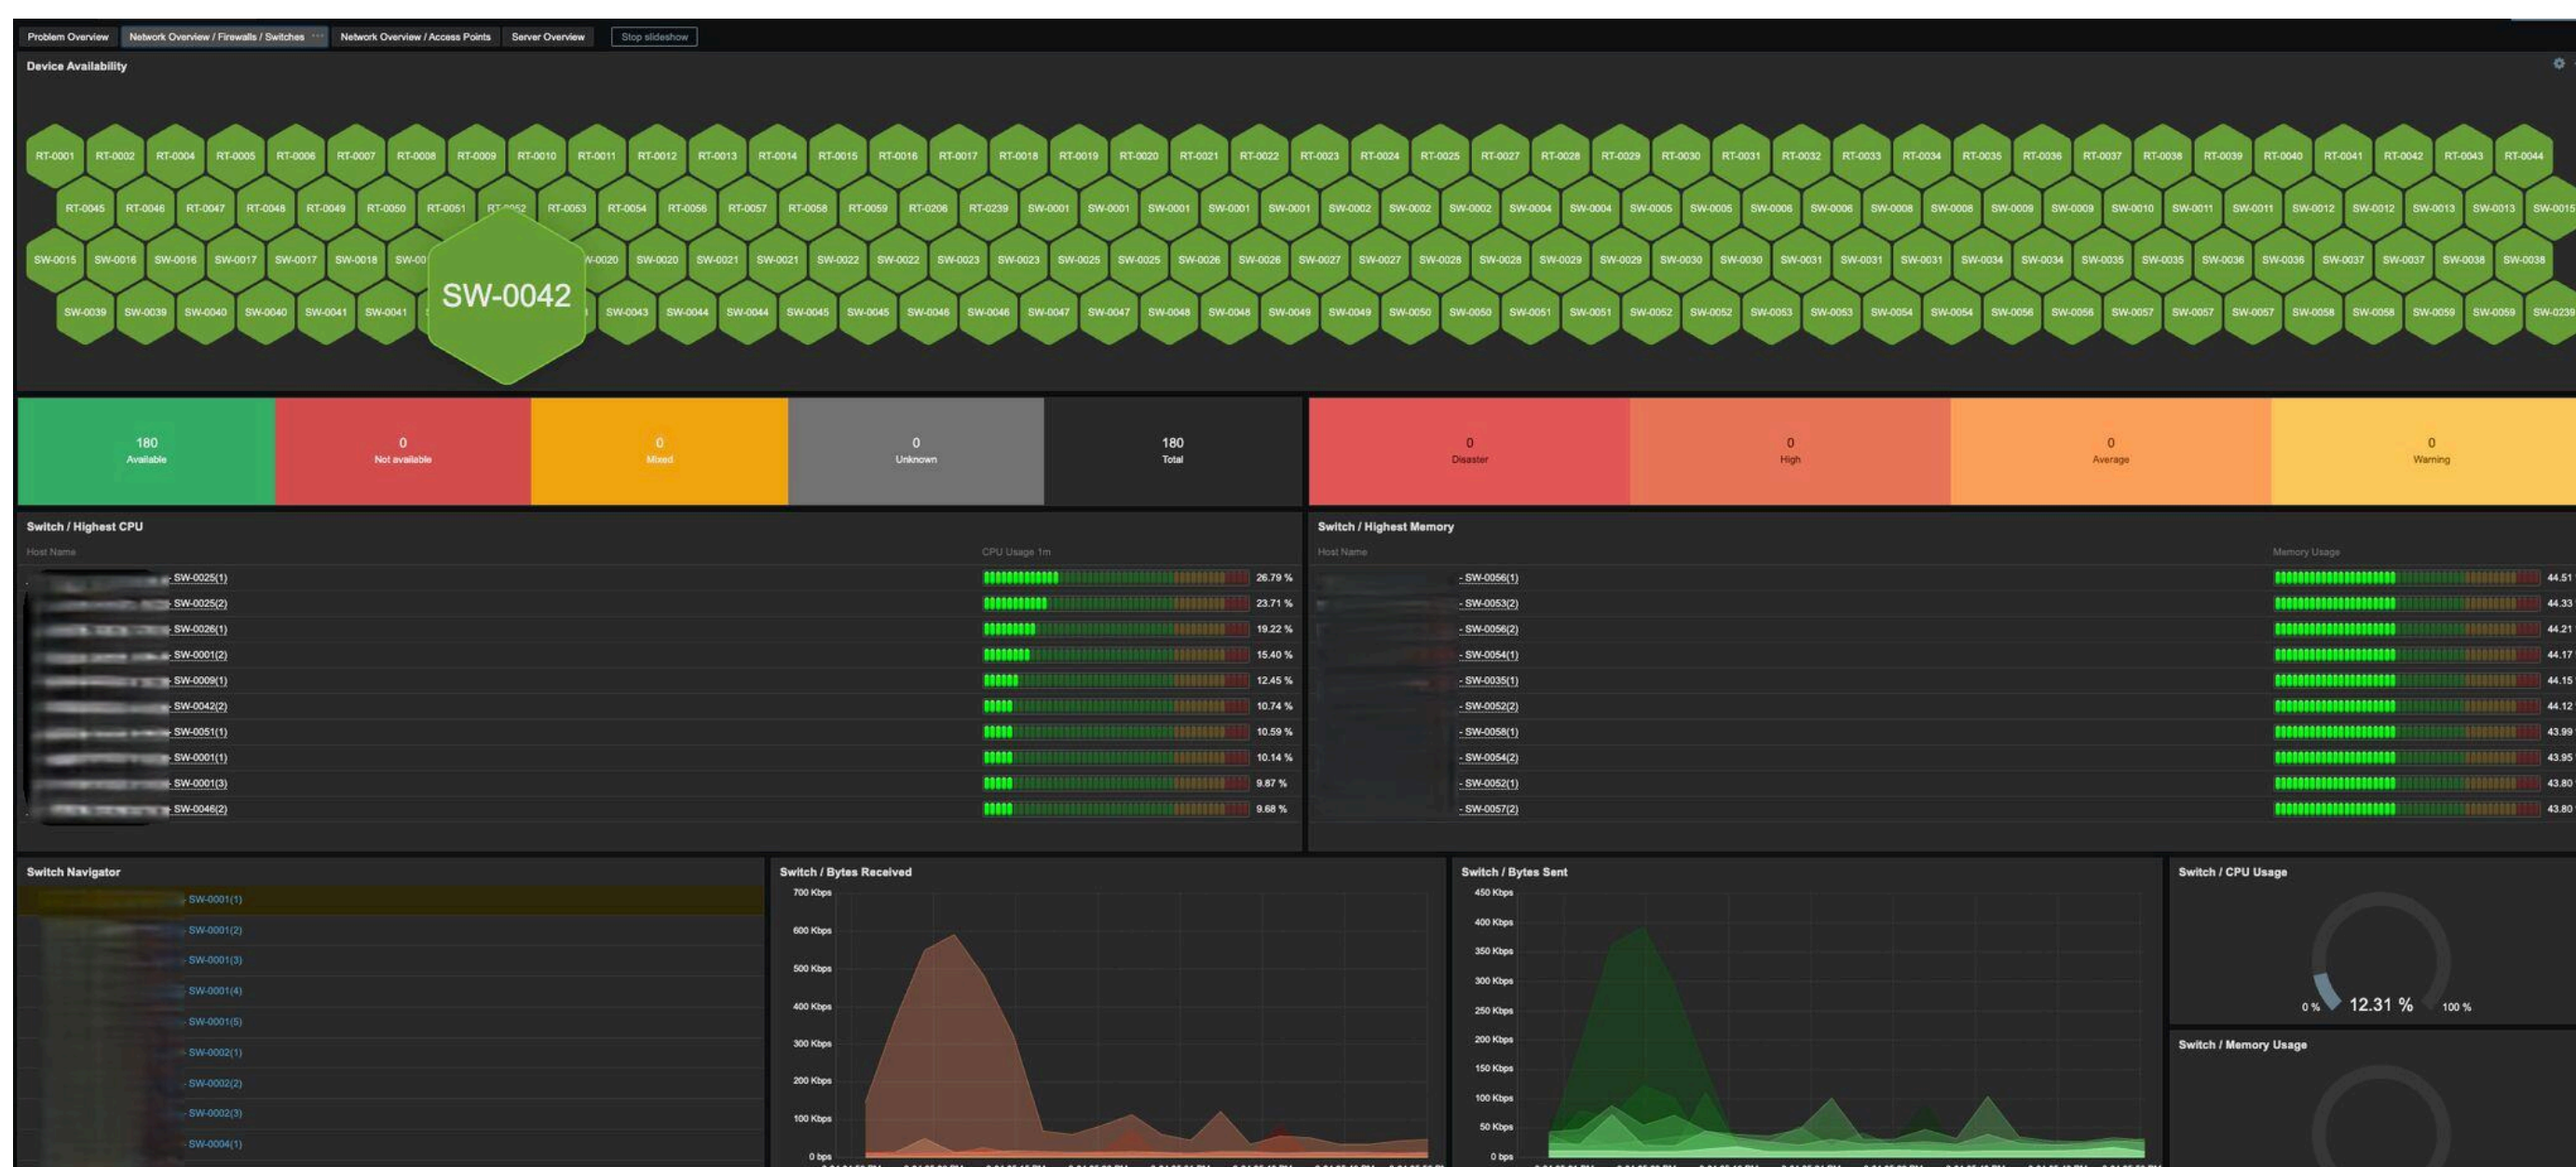 Problem Overview Network Overview / Firewalls / Switches ··· Network Overview / Access Points Server Overview Stop slideshow
Device Availability
RT-0001 RT-0002 RT-0004 RT-0005 RT-0006 RT-0007 RT-0008 RT-0009 RT-0010 RT-0011 RT-0012 RT-0013 RT-0014 RT-0015 RT-0016 RT-0017 RT-0018 RT-0019 RT-0020 RT-0021 RT-0022 RT-0023 RT-0024 RT-0025 RT-0027 RT-0028 RT-0029 RT-0030 RT-0031 RT-0032 RT-0033 RT-0034 RT-0035 RT-0036 RT-0037 RT-0038 RT-0039 RT-0040 RT-0041 RT-0042 RT-0043 RT-0044
RT-0045 RT-0046 RT-0047 RT-0048 RT-0049 RT-0050 RT-0051 RT-0052 RT-0053 RT-0054 RT-0056 RT-0057 RT-0058 RT-0059 RT-0206 RT-0239 SW-0001 SW-0001 SW-0001 SW-0001 SW-0001 SW-0002 SW-0002 SW-0002 SW-0004 SW-0004 SW-0005 SW-0005 SW-0006 SW-0006 SW-0008 SW-0008 SW-0009 SW-0009 SW-0010 SW-0011 SW-0011 SW-0012 SW-0012 SW-0013 SW-0013 SW-0015
SW-0015 SW-0016 SW-0016 SW-0017 SW-0017 SW-0018 SW-00 W-0020 SW-0020 SW-0021 SW-0021 SW-0022 SW-0022 SW-0023 SW-0023 SW-0025 SW-0025 SW-0026 SW-0026 SW-0027 SW-0027 SW-0028 SW-0028 SW-0029 SW-0029 SW-0030 SW-0030 SW-0031 SW-0031 SW-0031 SW-0034 SW-0034 SW-0035 SW-0035 SW-0036 SW-0036 SW-0037 SW-0037 SW-0038 SW-0038
SW-0042
SW-0039 SW-0039 SW-0040 SW-0040 SW-0041 SW-0041 SW-0043 SW-0044 SW-0044 SW-0045 SW-0045 SW-0046 SW-0046 SW-0047 SW-0047 SW-0048 SW-0048 SW-0049 SW-0049 SW-0050 SW-0050 SW-0051 SW-0051 SW-0052 SW-0052 SW-0053 SW-0053 SW-0054 SW-0054 SW-0056 SW-0056 SW-0057 SW-0057 SW-0057 SW-0058 SW-0058 SW-0059 SW-0059 SW-0239
180 0 0 0 180 0 0 0 0
Available Not available Mixed Unknown Total Disaster High Average Warning
Switch / Highest CPU
Host Name CPU Usage 1m
- SW-0025(1) 26.79 %
- SW-0025(2) 23.71 %
- SW-0026(1) 19.22 %
- SW-0001(2) 15.40 %
- SW-0009(1) 12.45 %
- SW-0042(2) 10.74 %
- SW-0051(1) 10.59 %
- SW-0001(1) 10.14 %
- SW-0001(3) 9.87 %
- SW-0046(2) 9.68 %
Switch / Highest Memory
Host Name Memory Usage
- SW-0056(1) 44.51
- SW-0053(2) 44.33
- SW-0056(2) 44.21
- SW-0054(1) 44.17
- SW-0035(1) 44.15
- SW-0052(2) 44.12
- SW-0058(1) 43.99
- SW-0054(2) 43.95
- SW-0052(1) 43.80
- SW-0057(2) 43.80
Switch Navigator
- SW-0001(1)
- SW-0001(2)
- SW-0001(3)
- SW-0001(4)
- SW-0001(5)
- SW-0002(1)
- SW-0002(2)
- SW-0002(3)
- SW-0004(1)
Switch / Bytes Received
700 Kbps
600 Kbps
500 Kbps
400 Kbps
300 Kbps
200 Kbps
100 Kbps
0 bps
Switch / Bytes Sent
450 Kbps
400 Kbps
350 Kbps
300 Kbps
250 Kbps
200 Kbps
150 Kbps
100 Kbps
50 Kbps
0 bps
Switch / CPU Usage
0 % 12.31 % 100 %
Switch / Memory Usage